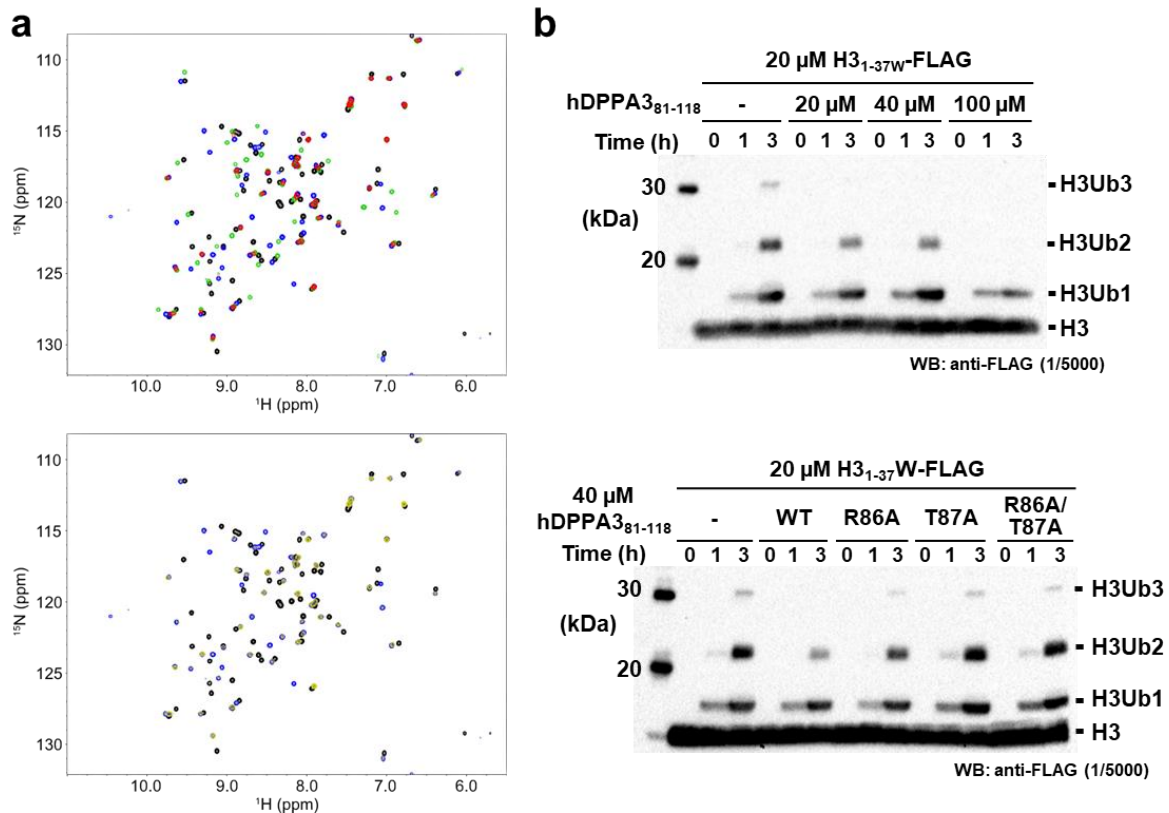 a
110
115
120
125
130
¹⁵N (ppm)
10.0 9.0 8.0 7.0 6.0
¹H (ppm)
110
115
120
125
130
¹⁵N (ppm)
10.0 9.0 8.0 7.0 6.0
¹H (ppm)
b
20 µM H3₁₋₃₇W-FLAG
hDPPA3₈₁₋₁₁₈ - 20 µM 40 µM 100 µM
Time (h) 0 1 3 0 1 3 0 1 3 0 1 3
30
(kDa)
20
H3Ub3
H3Ub2
H3Ub1
H3
WB: anti-FLAG (1/5000)
20 µM H3₁₋₃₇W-FLAG
40 µM
hDPPA3₈₁₋₁₁₈ - WT R86A T87A R86A/
T87A
Time (h) 0 1 3 0 1 3 0 1 3 0 1 3 0 1 3
30
(kDa)
20
H3Ub3
H3Ub2
H3Ub1
H3
WB: anti-FLAG (1/5000)